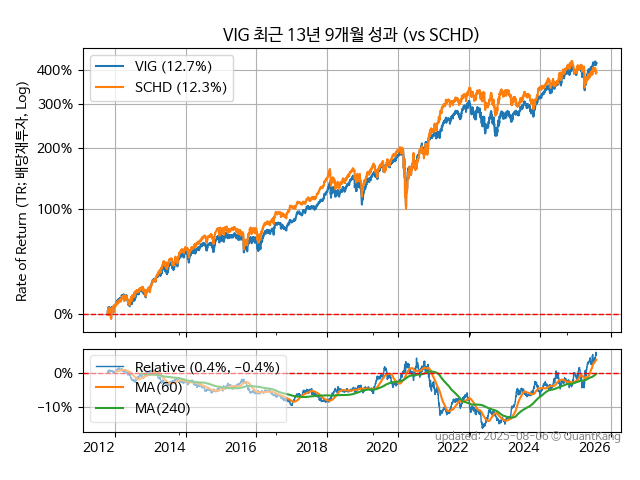 VIG 최근 13년 9개월 성과 (vs SCHD)
Rate of Return (TR; 배당재투자, Log)
400%
300%
200%
100%
0%
VIG (12.7%)
SCHD (12.3%)
0%
−10%
Relative (0.4%, −0.4%)
MA(60)
MA(240)
2012 2014 2016 2018 2020 2022 2024 2026
updated: 2025-08-06 © QuantKang